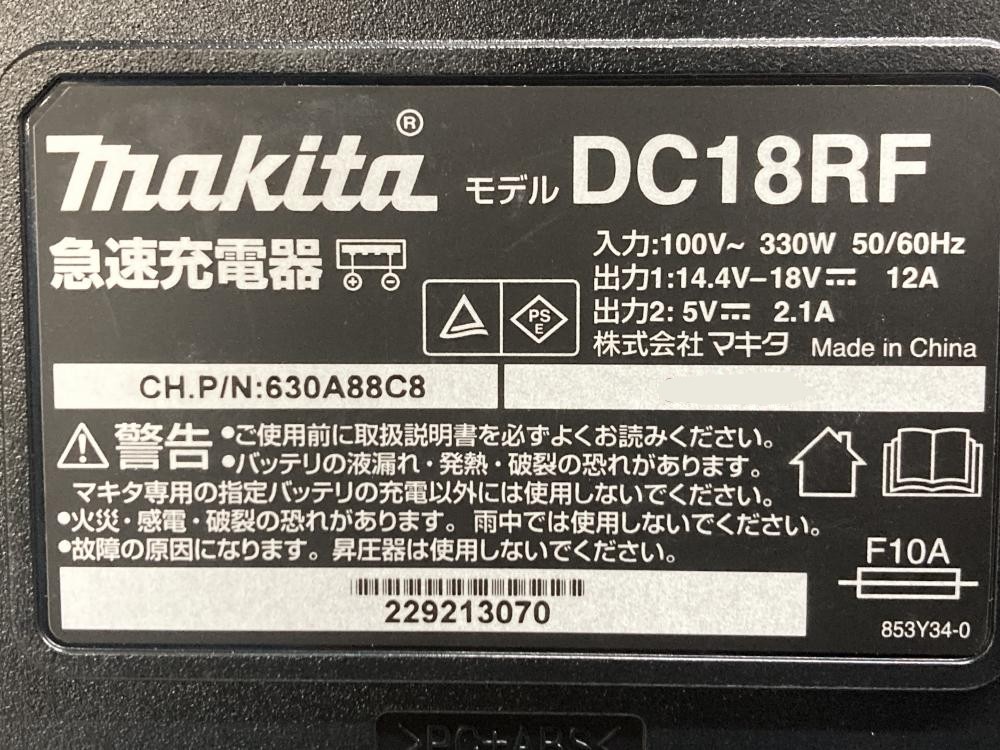 makita® モデル DC18RF
急速充電器
入力:100V~ 330W 50/60Hz
出力1:14.4V–18V⎓ 12A
出力2: 5V⎓ 2.1A
PS
E
株式会社 マキタ Made in China
CH.P/N:630A88C8
⚠警告 •ご使用前に取扱説明書を必ずよくお読みください。
•バッテリの液漏れ・発熱・破裂の恐れがあります。
マキタ専用の指定バッテリの充電以外には使用しないでください。
•火災・感電・破裂の恐れがあります。雨中では使用しないでください。
•故障の原因になります。昇圧器は使用しないでください。
F10A
229213070
853Y34-0
>PC+ABS<